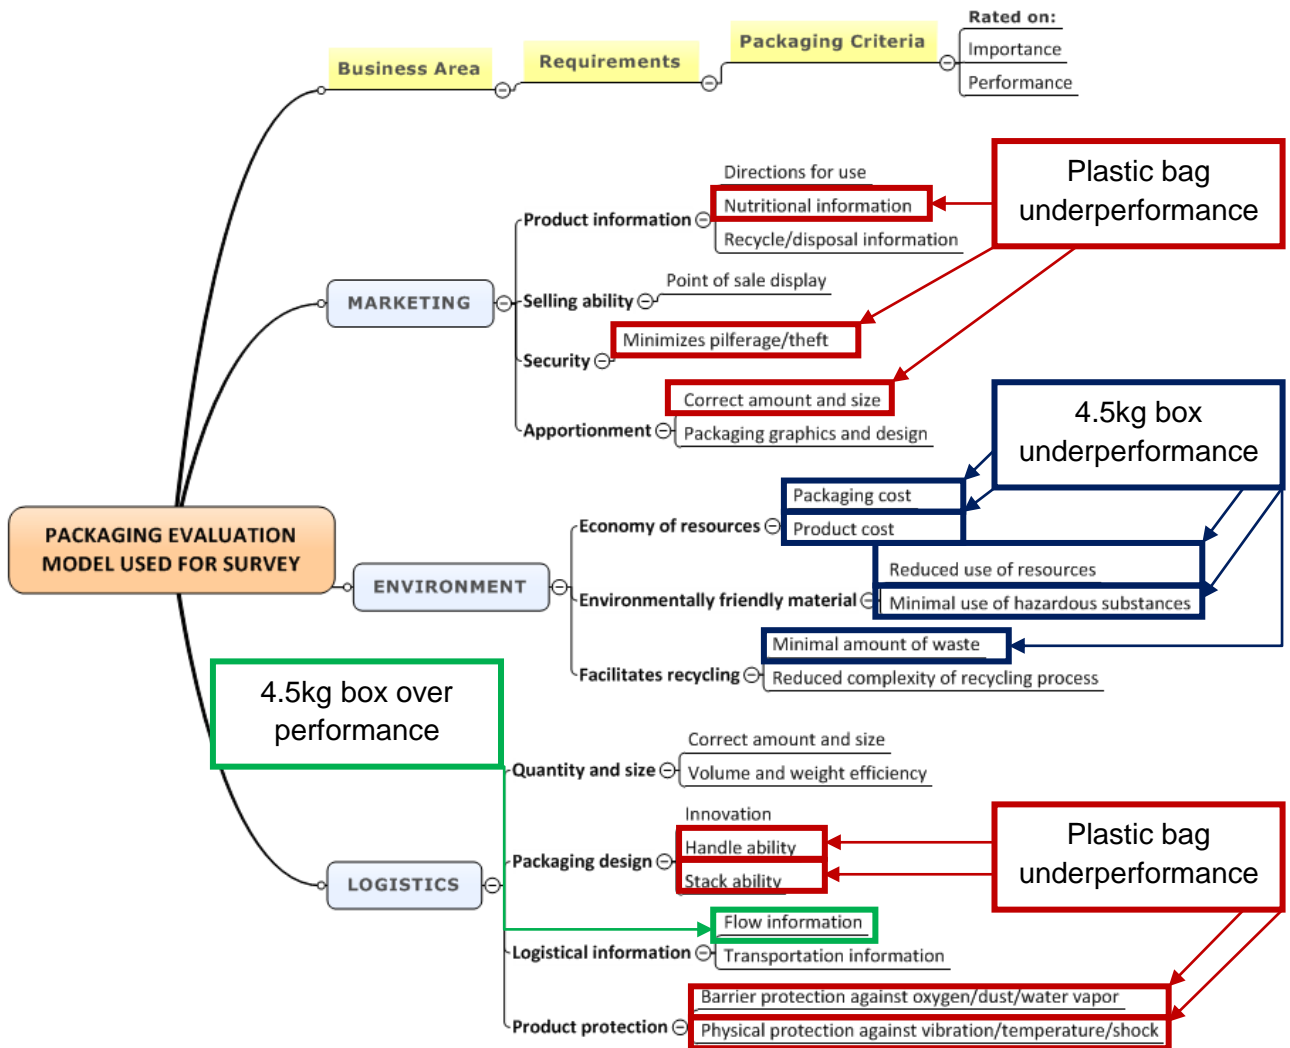 Business Area
Requirements
Packaging Criteria
Rated on:
Importance
Performance
PACKAGING EVALUATION
MODEL USED FOR SURVEY
MARKETING
Product information
Directions for use
Nutritional information
Recycle/disposal information
Selling ability
Point of sale display
Security
Minimizes pilferage/theft
Apportionment
Correct amount and size
Packaging graphics and design
Plastic bag
underperformance
ENVIRONMENT
Economy of resources
Packaging cost
Product cost
Environmentally friendly material
Reduced use of resources
Minimal use of hazardous substances
Facilitates recycling
Minimal amount of waste
Reduced complexity of recycling process
4.5kg box
underperformance
4.5kg box over
performance
LOGISTICS
Quantity and size
Correct amount and size
Volume and weight efficiency
Packaging design
Innovation
Handle ability
Stack ability
Logistical information
Flow information
Transportation information
Product protection
Barrier protection against oxygen/dust/water vapor
Physical protection against vibration/temperature/shock
Plastic bag
underperformance